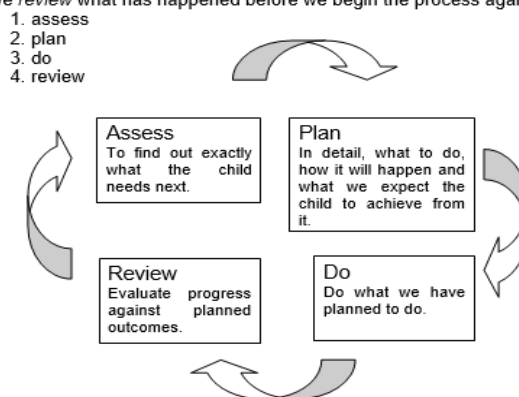 re review what has happened before we begin the process agai
1. assess
2. plan
3. do
4. review
Assess
To find out exactly
what the child
needs next.
Plan
In detail, what to do,
how it will happen and
what we expect the
child to achieve from
it.
Review
Evaluate progress
against planned
outcomes.
Do
Do what we have
planned to do.